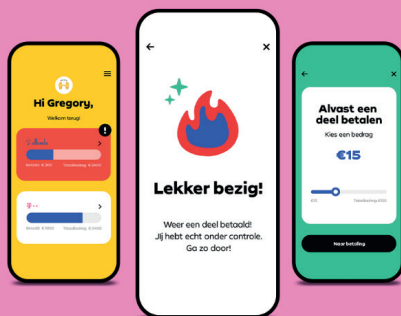 Hi Gregory,
Welkom terug!
!
Lekker bezig!
Weer een deel betaald!
Jij hebt echt onder controle.
Ga zo door!
Alvast een
deel betalen
Kies een bedrag
€15
Naar betaling